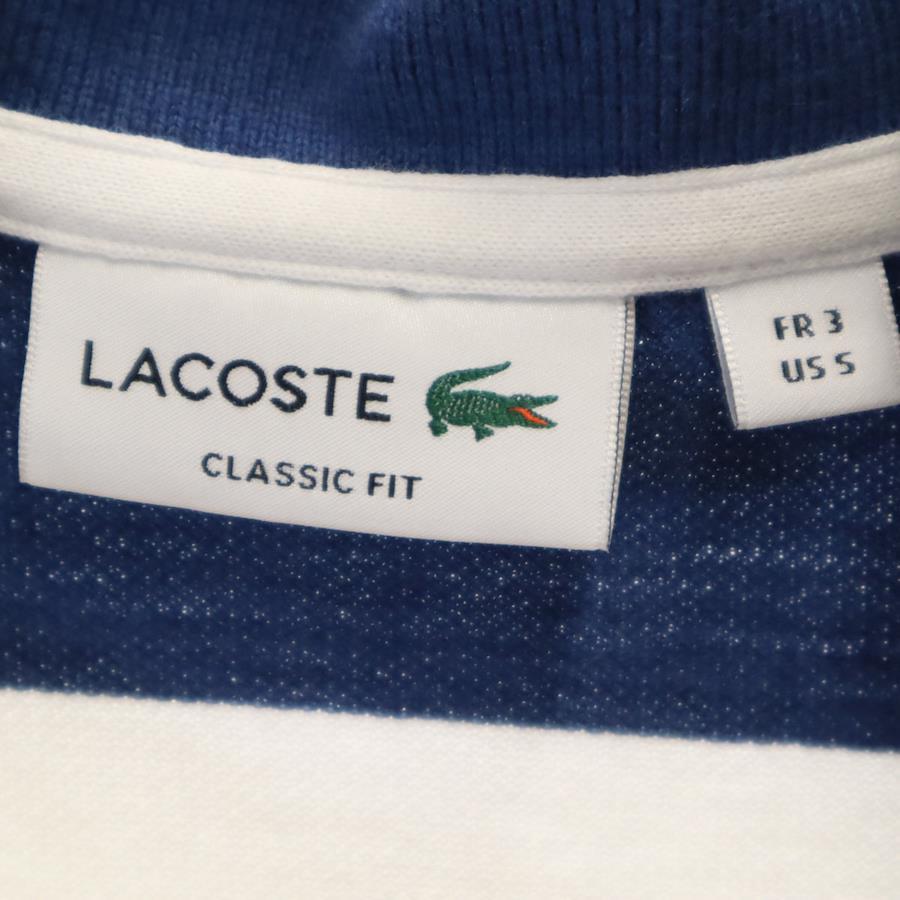 LACOSTE
CLASSIC FIT
FR 3
US S